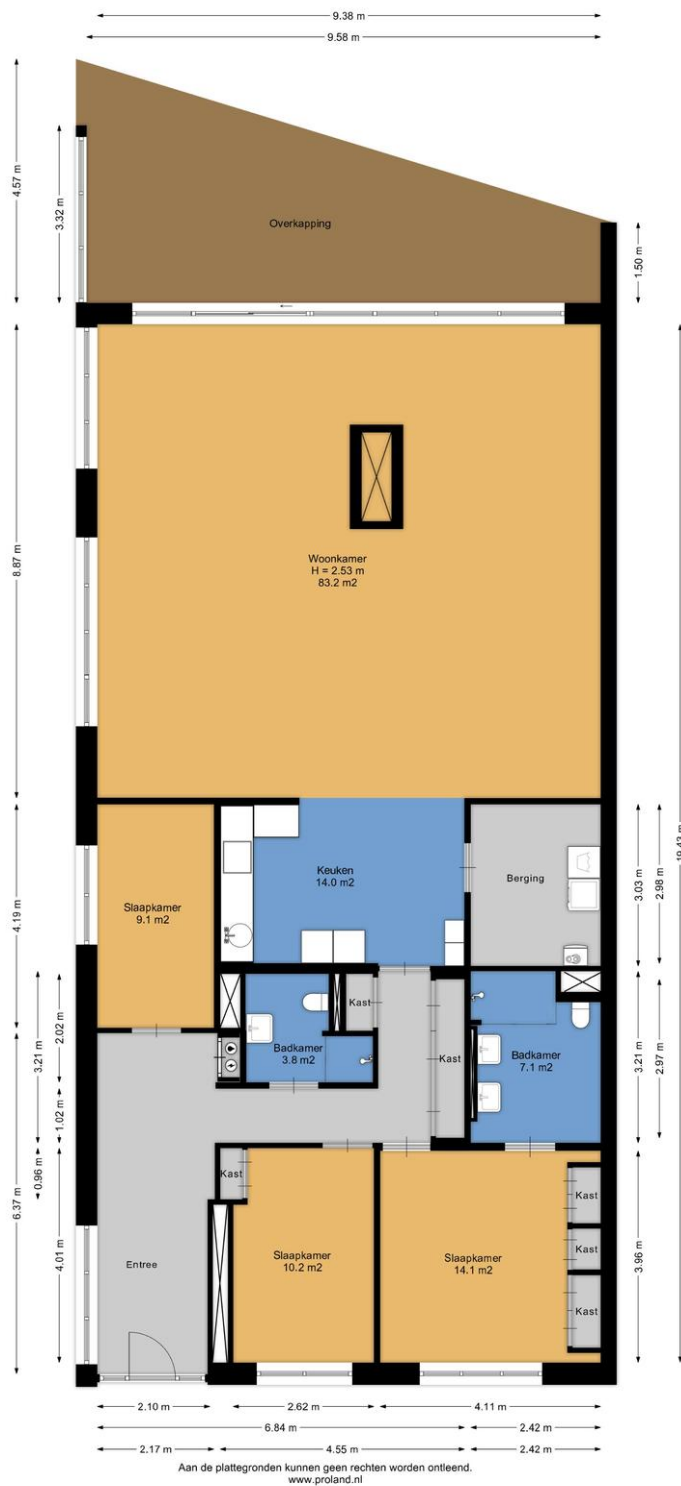 9.38 m
9.58 m
4.57 m
3.32 m
Overkapping
1.50 m
8.87 m
Woonkamer
H = 2.53 m
83.2 m2
19.43 m
4.19 m
Slaapkamer
9.1 m2
Keuken
14.0 m2
Berging
3.03 m
2.98 m
3.21 m
2.02 m
Kast
Badkamer
3.8 m2
Kast
Badkamer
7.1 m2
3.21 m
2.97 m
1.02 m
0.96 m
6.37 m
4.01 m
Kast
Entree
Slaapkamer
10.2 m2
Slaapkamer
14.1 m2
Kast
Kast
Kast
3.96 m
2.10 m
2.62 m
4.11 m
6.84 m
2.42 m
2.17 m
4.55 m
2.42 m
Aan de plattegronden kunnen geen rechten worden ontleend.
www.proland.nl